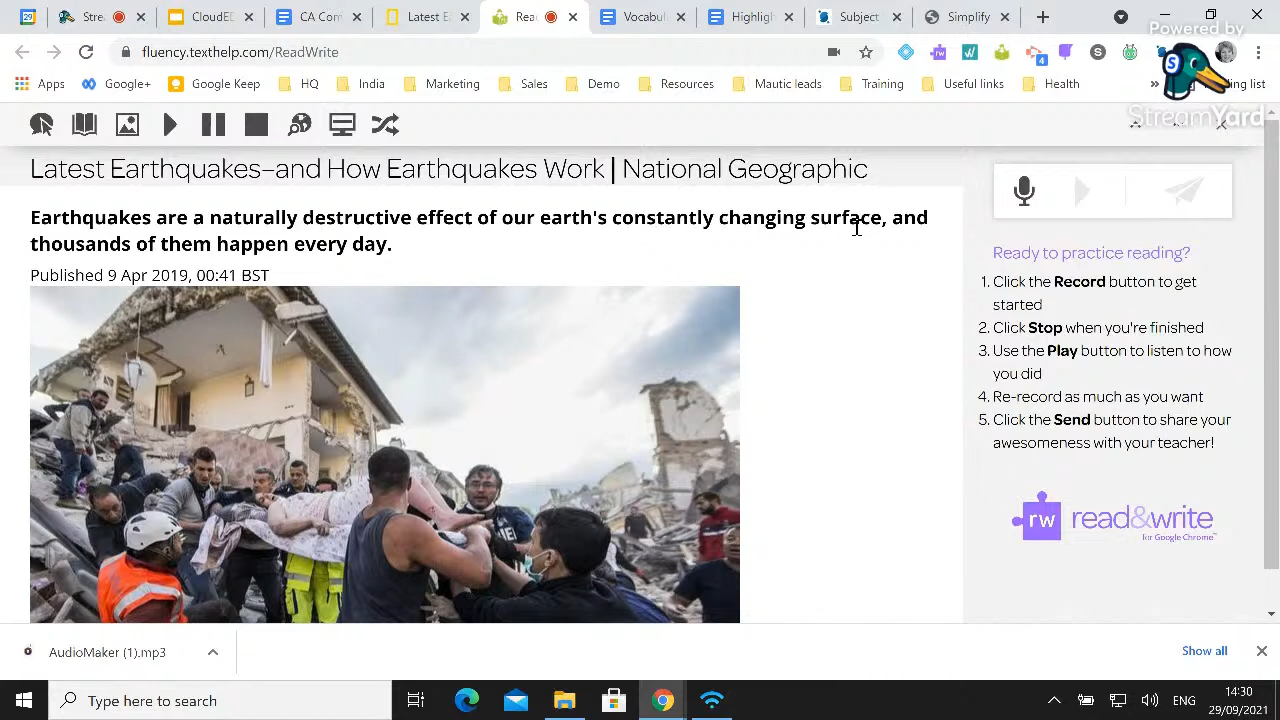 Cloud
CA Com
Latest E
Rea
Vocabul
Highlig
Subject
Simplify
Powered by
fluency.texthelp.com/ReadWrite
4
S
Apps
Google+
Google Keep
HQ
India
Marketing
Sales
Demo
Resources
Mautic leads
Training
Useful links
Health
»
list
StreamYard
Latest Earthquakes–and How Earthquakes Work | National Geographic
Earthquakes are a naturally destructive effect of our earth's constantly changing surface, and
thousands of them happen every day.
Published 9 Apr 2019, 00:41 BST
Ready to practice reading?
1. Click the Record button to get
started
2. Click Stop when you're finished
3. Use the Play button to listen to how
you did
4. Re-record as much as you want
5. Click the Send button to share your
awesomeness with your teacher!
rw read&write
for Google Chrome™
AudioMaker (1).mp3
Show all
Type here to search
ENG
14:30
29/09/2021